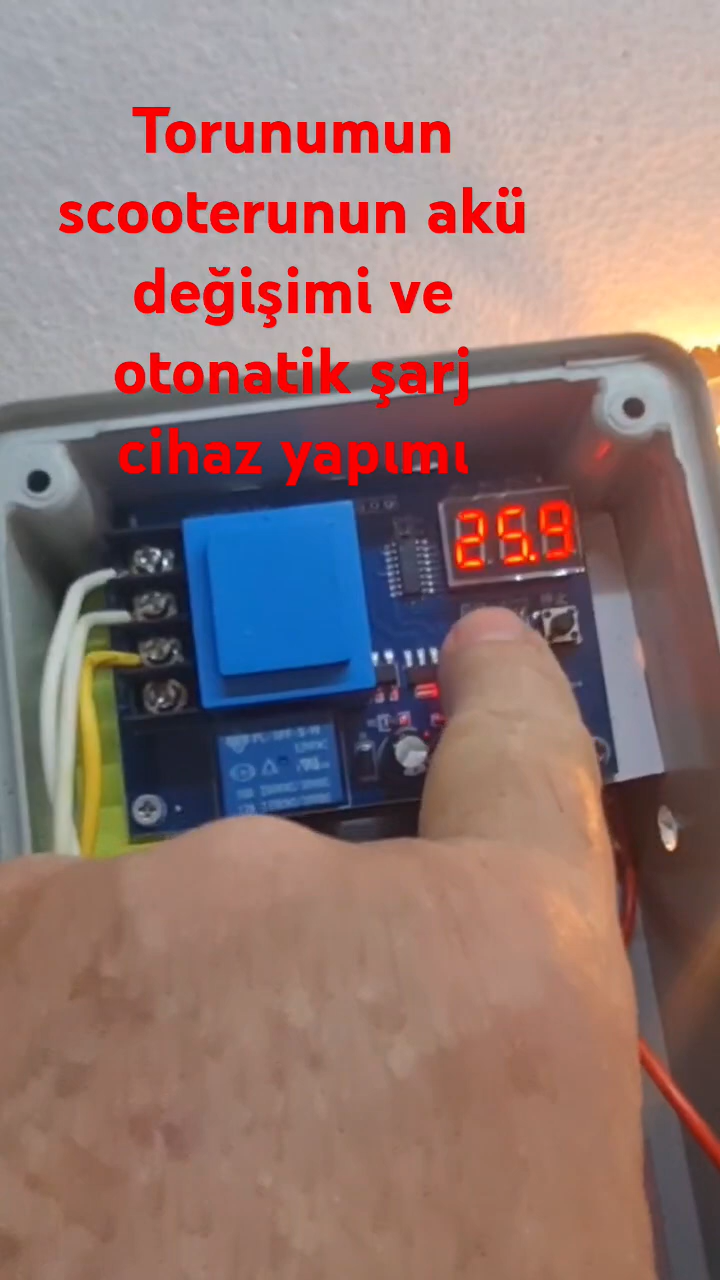 Torunumun
scooterunun akü
değişimi ve
otonatik şarj
cihaz yapımı
25.9